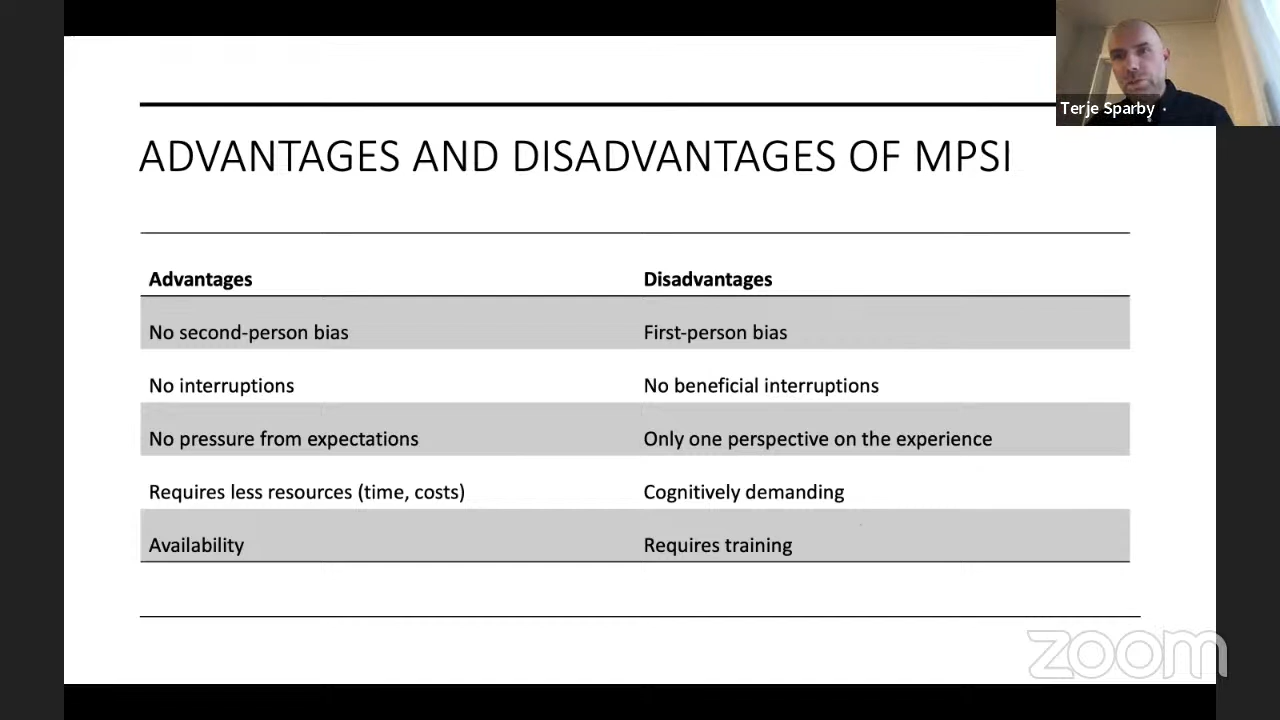 Terje Sparby
ADVANTAGES AND DISADVANTAGES OF MPSI
Advantages Disadvantages
No second-person bias First-person bias
No interruptions No beneficial interruptions
No pressure from expectations Only one perspective on the experience
Requires less resources (time, costs) Cognitively demanding
Availability Requires training
zoom